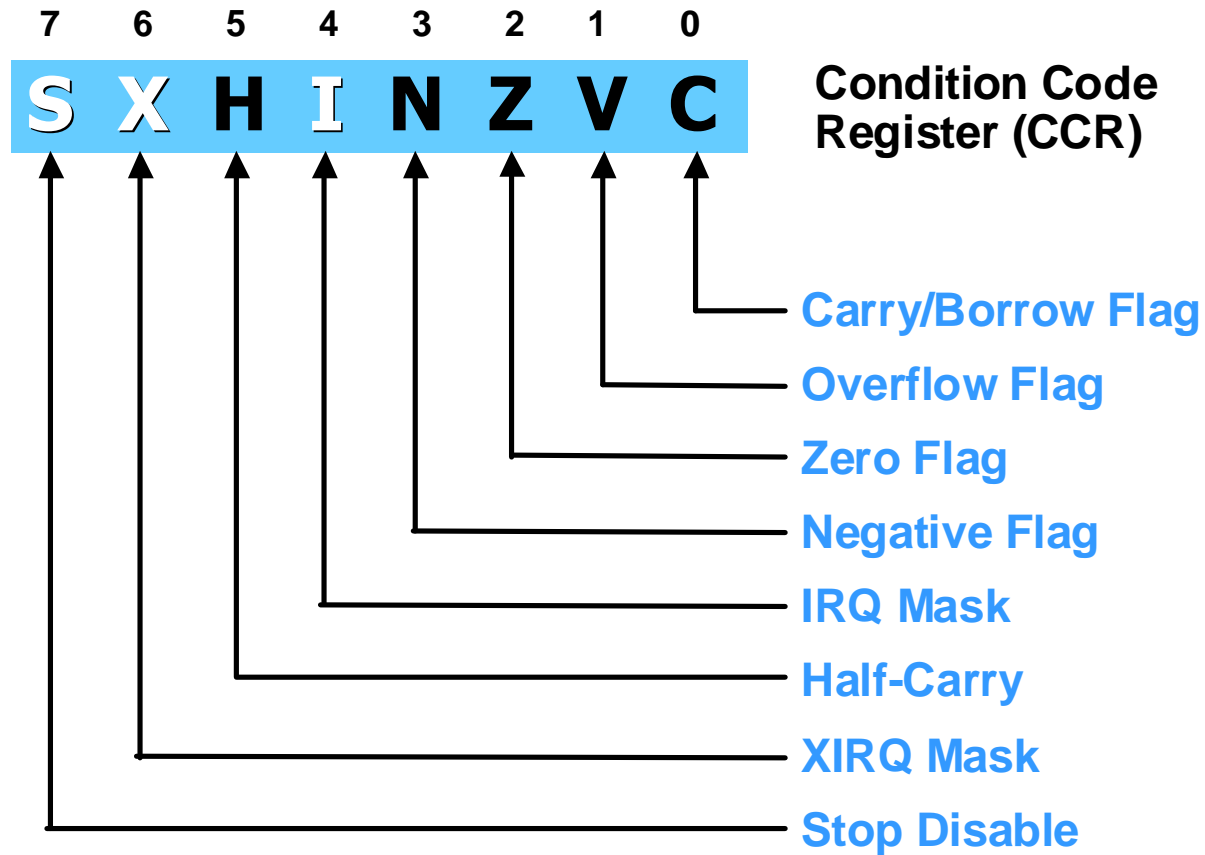 7 6 5 4 3 2 1 0
S X H I N Z V C
Condition Code
Register (CCR)
Carry/Borrow Flag
Overflow Flag
Zero Flag
Negative Flag
IRQ Mask
Half-Carry
XIRQ Mask
Stop Disable